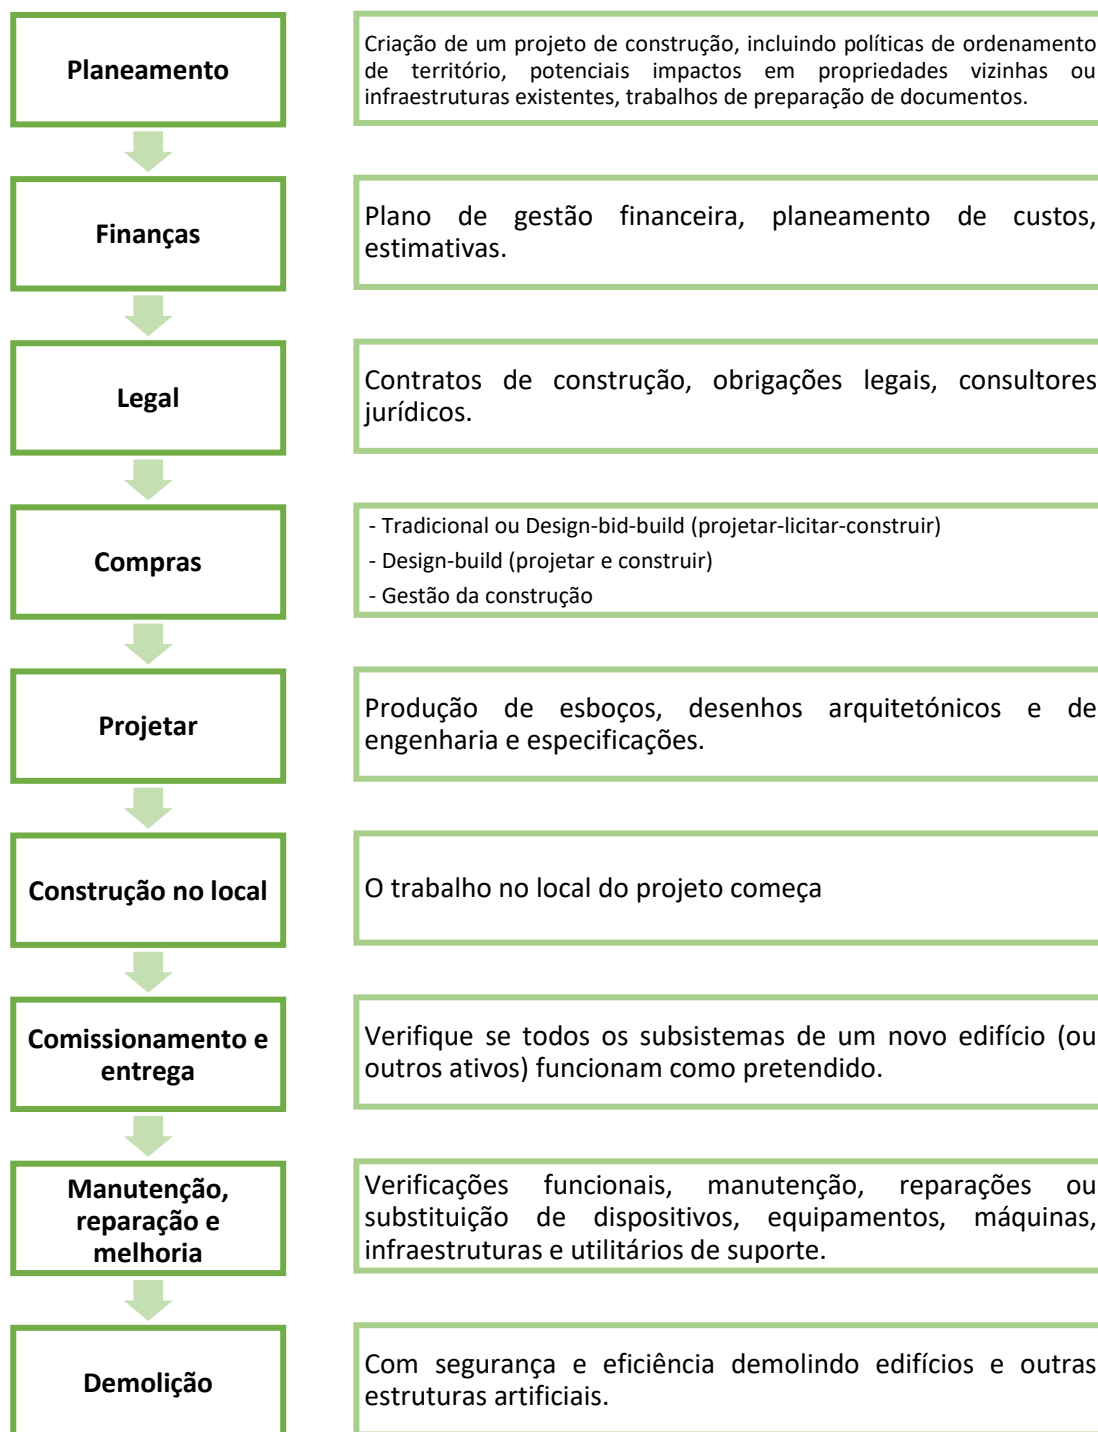 Planeamento
Criação de um projeto de construção, incluindo políticas de ordenamento
de território, potenciais impactos em propriedades vizinhas ou
infraestruturas existentes, trabalhos de preparação de documentos.
Finanças
Plano de gestão financeira, planeamento de custos,
estimativas.
Legal
Contratos de construção, obrigações legais, consultores
jurídicos.
Compras
- Tradicional ou Design-bid-build (projetar-licitar-construir)
- Design-build (projetar e construir)
- Gestão da construção
Projetar
Produção de esboços, desenhos arquitetónicos e de
engenharia e especificações.
Construção no local
O trabalho no local do projeto começa
Comissionamento e
entrega
Verifique se todos os subsistemas de um novo edifício (ou
outros ativos) funcionam como pretendido.
Manutenção,
reparação e
melhoria
Verificações funcionais, manutenção, reparações ou
substituição de dispositivos, equipamentos, máquinas,
infraestruturas e utilitários de suporte.
Demolição
Com segurança e eficiência demolindo edifícios e outras
estruturas artificiais.